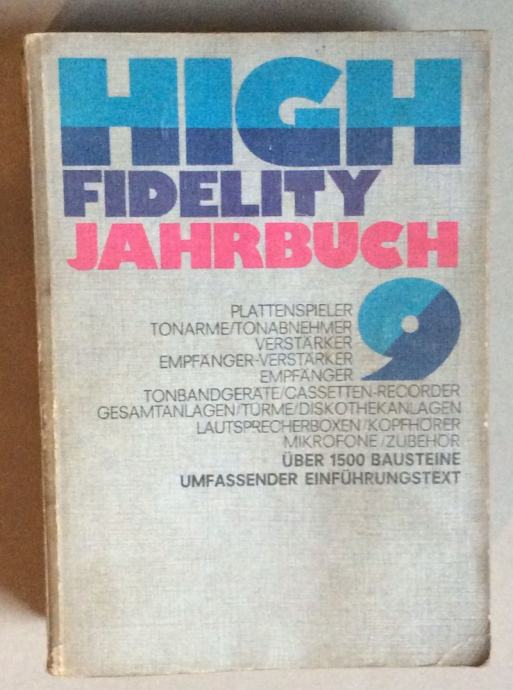 HIGH
FIDELITY
JAHRBUCH
9
PLATTENSPIELER
TONARME/TONABNEHMER
VERSTÄRKER
EMPFÄNGER-VERSTÄRKER
EMPFÄNGER
TONBANDGERÄTE/CASSETTEN-RECORDER
GESAMTANLAGEN/TÜRME/DISKOTHEKANLAGEN
LAUTSPRECHERBOXEN/KOPFHÖRER
MIKROFONE/ZUBEHÖR
ÜBER 1500 BAUSTEINE
UMFASSENDER EINFÜHRUNGSTEXT